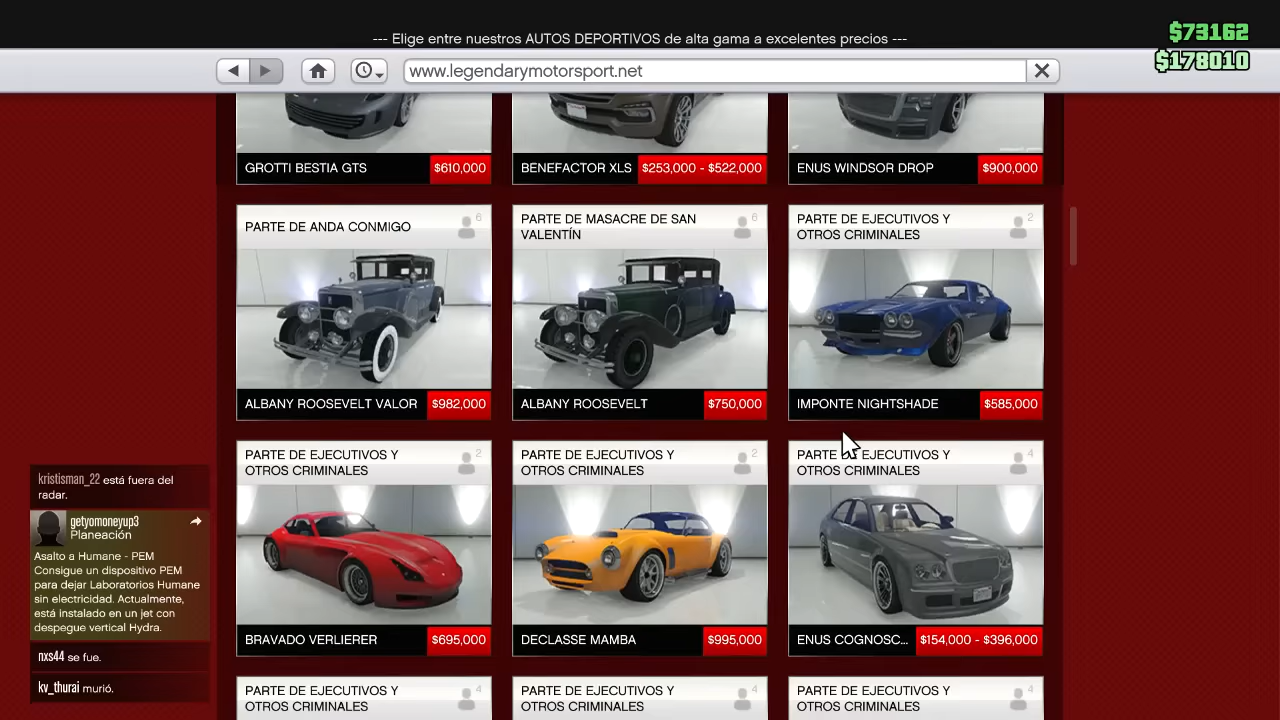 --- Elige entre nuestros AUTOS DEPORTIVOS de alta gama a excelentes precios ---
$73162
$178010
www.legendarymotorsport.net
GROTTI BESTIA GTS $610,000
BENEFACTOR XLS $253,000 - $522,000
ENUS WINDSOR DROP $900,000
PARTE DE ANDA CONMIGO 6
ALBANY ROOSEVELT VALOR $982,000
PARTE DE MASACRE DE SAN
VALENTÍN 6
ALBANY ROOSEVELT $750,000
PARTE DE EJECUTIVOS Y
OTROS CRIMINALES 2
IMPONTE NIGHTSHADE $585,000
PARTE DE EJECUTIVOS Y
OTROS CRIMINALES 2
BRAVADO VERLIERER $695,000
PARTE DE EJECUTIVOS Y
OTROS CRIMINALES 2
DECLASSE MAMBA $995,000
PARTE DE EJECUTIVOS Y
OTROS CRIMINALES 4
ENUS COGNOSC... $154,000 - $396,000
PARTE DE EJECUTIVOS Y
OTROS CRIMINALES 4
PARTE DE EJECUTIVOS Y
OTROS CRIMINALES 4
PARTE DE EJECUTIVOS Y
OTROS CRIMINALES 4
kristisman_22 está fuera del
radar.
getyomoneyup3
Planeación
Asalto a Humane - PEM
Consigue un dispositivo PEM
para dejar Laboratorios Humane
sin electricidad. Actualmente,
está instalado en un jet con
despegue vertical Hydra.
nxs44 se fue.
kv_thurai murió.